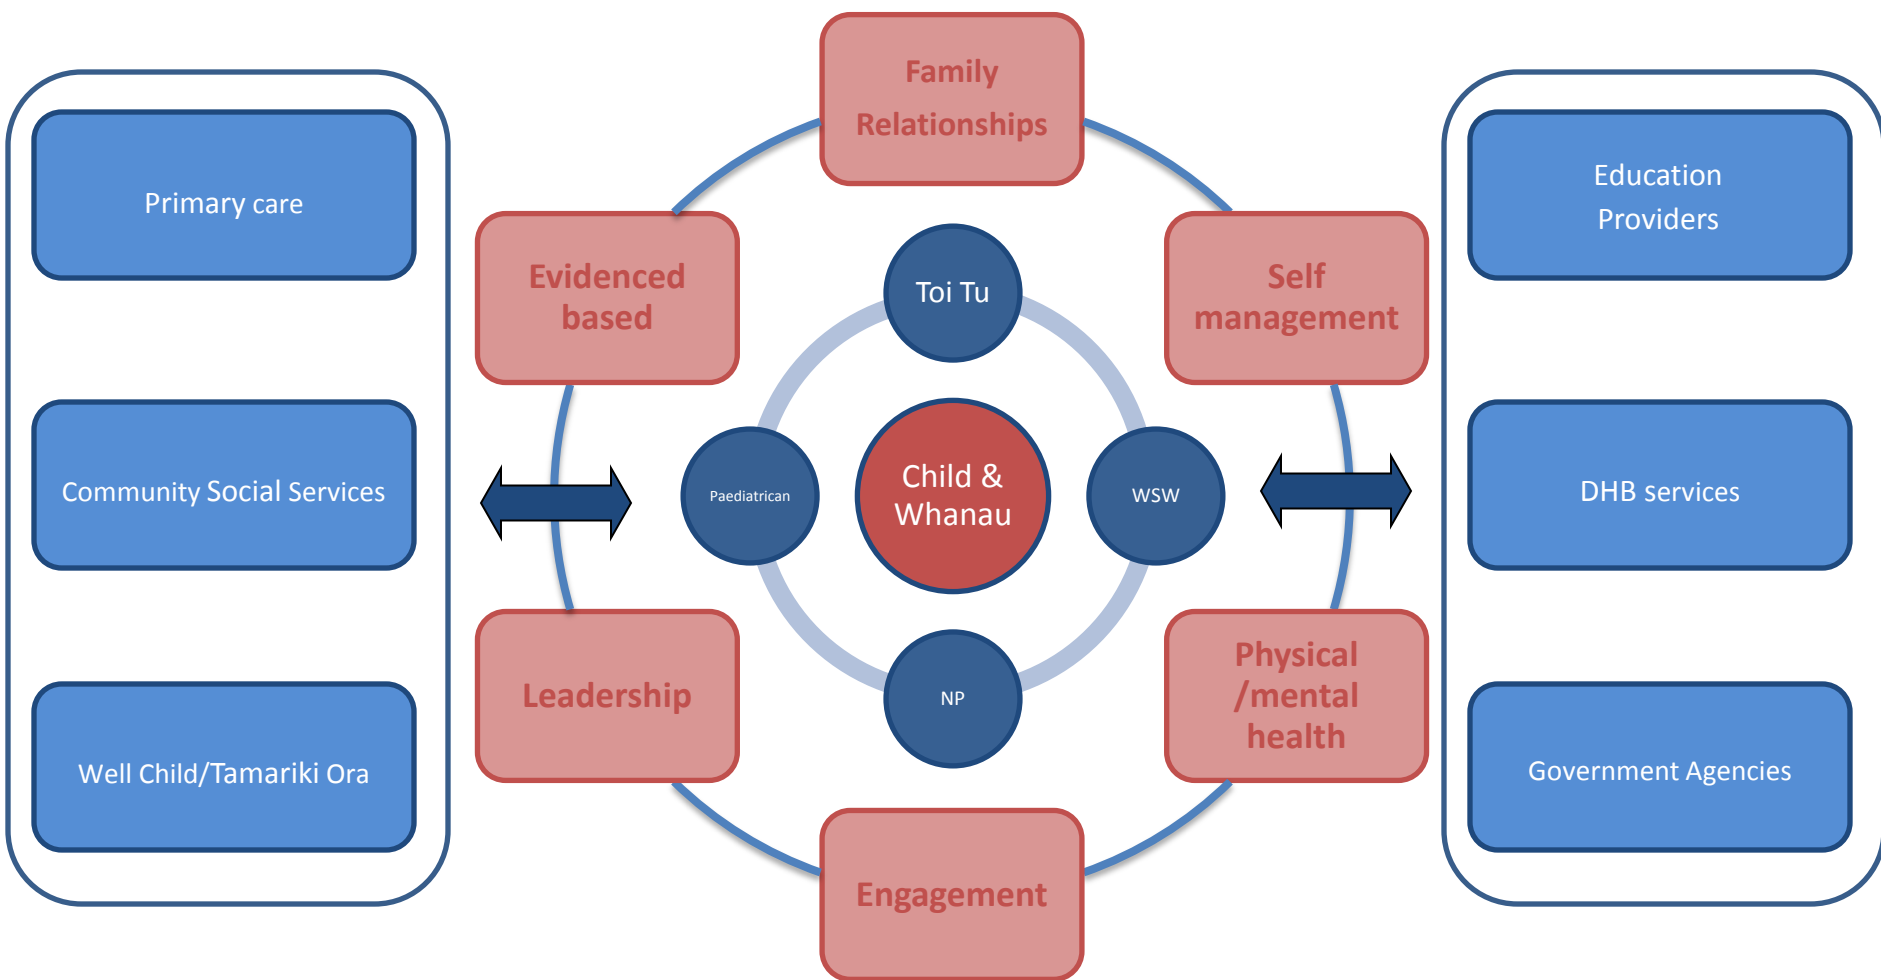 Primary care
Community Social Services
Well Child/Tamariki Ora
Family
Relationships
Evidenced
based
Self
management
Toi Tu
Paediatrican
Child &
Whanau
WSW
NP
Leadership
Physical
/mental
health
Engagement
Education
Providers
DHB services
Government Agencies